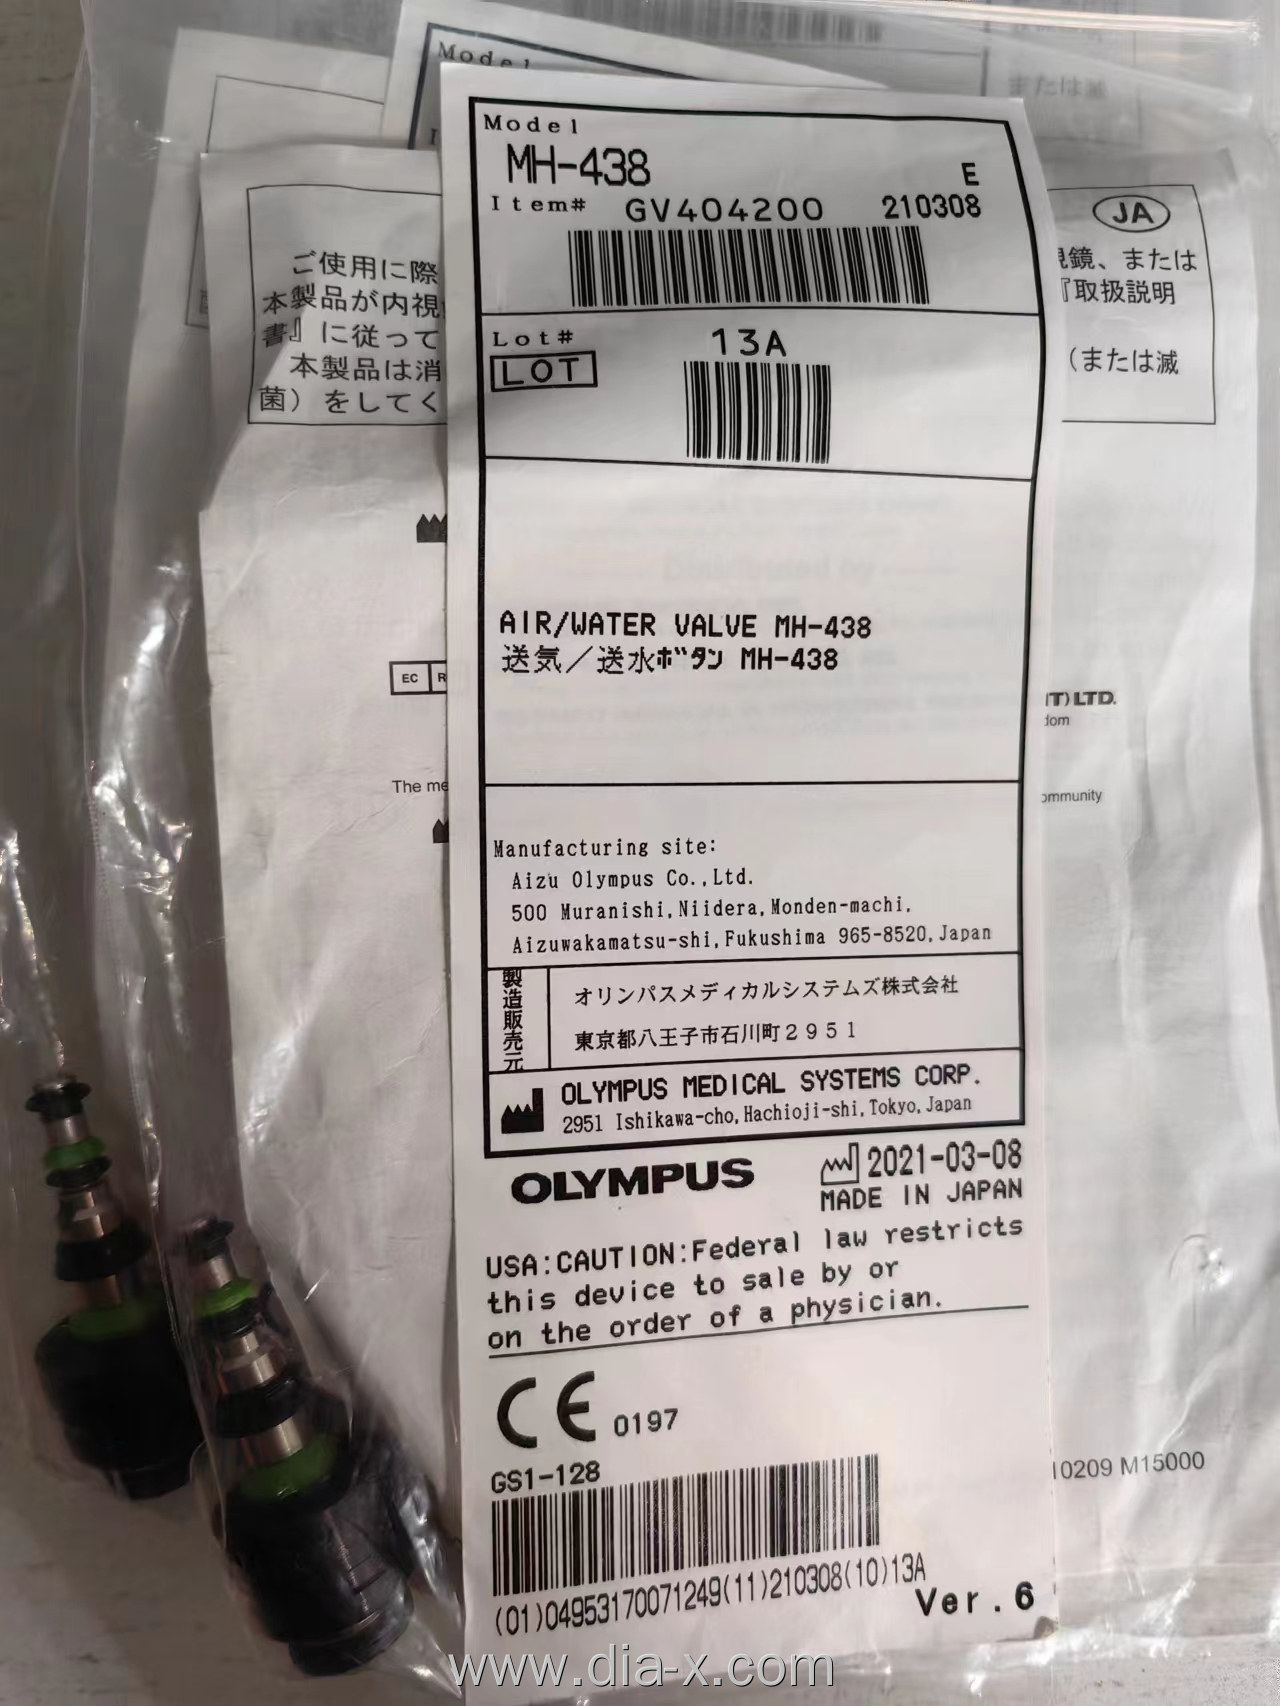 Model
Model
MH-438
E
Item# GV404200 210308
Lot# 13A
LOT
AIR/WATER VALVE MH-438
送気／送水ﾎﾞﾀﾝ MH-438
Manufacturing site:
Aizu Olympus Co.,Ltd.
500 Muranishi,Niidera,Monden-machi,
Aizuwakamatsu-shi,Fukushima 965-8520,Japan
製造販売元
オリンパスメディカルシステムズ株式会社
東京都八王子市石川町２９５１
OLYMPUS MEDICAL SYSTEMS CORP.
2951 Ishikawa-cho,Hachioji-shi,Tokyo,Japan
OLYMPUS
2021-03-08
MADE IN JAPAN
USA:CAUTION:Federal law restricts
this device to sale by or
on the order of a physician.
CE 0197
GS1-128
(01)04953170071249(11)210308(10)13A
Ver.6
ご使用に際
本製品が内視
書』に従って
本製品は消
菌）をしてく
JA
鏡、または
『取扱説明
（または滅
または滅
EC R
The me
T) LTD.
dom
ommunity
10209 M15000
www.dia-x.com